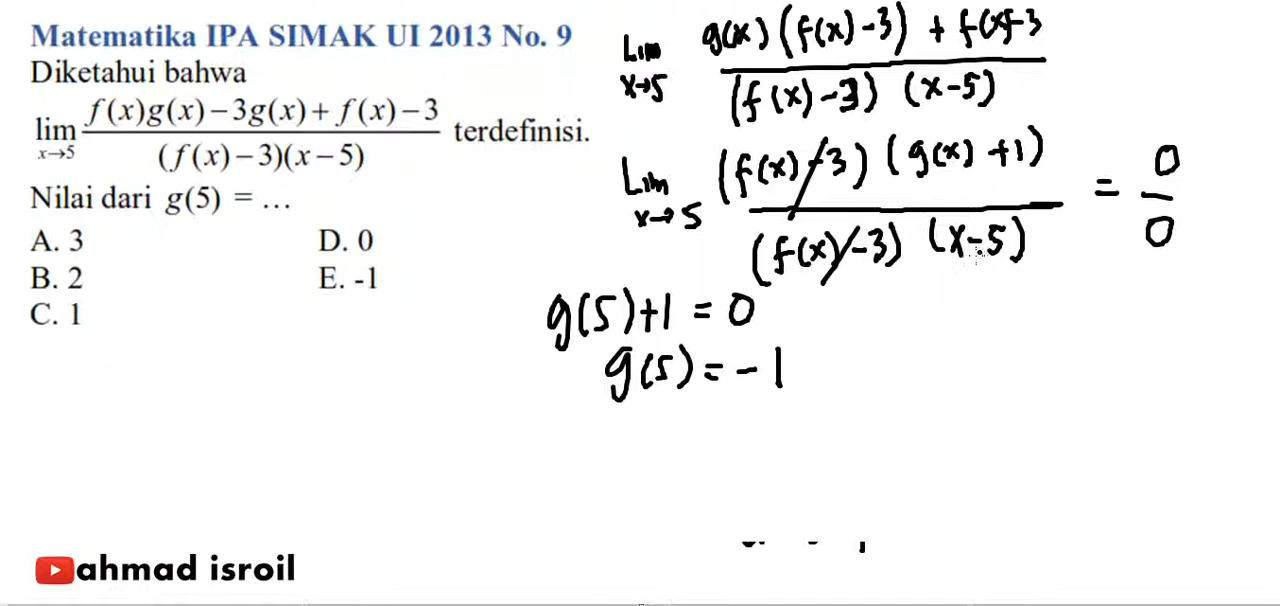 Matematika IPA SIMAK UI 2013 No. 9
Diketahui bahwa
lim x→5 f(x)g(x)−3g(x)+f(x)−3 / (f(x)−3)(x−5) terdefinisi.
Nilai dari g(5) = ...
A. 3 D. 0
B. 2 E. -1
C. 1
Lim x→5 g(x)(f(x)-3) + f(x)-3 / (f(x)-3) (x-5)
Lim x→5 (f(x)-3) (g(x)+1) / (f(x)-3) (x-5) = 0/0
g(5)+1 = 0
g(5) = -1
ahmad isroil